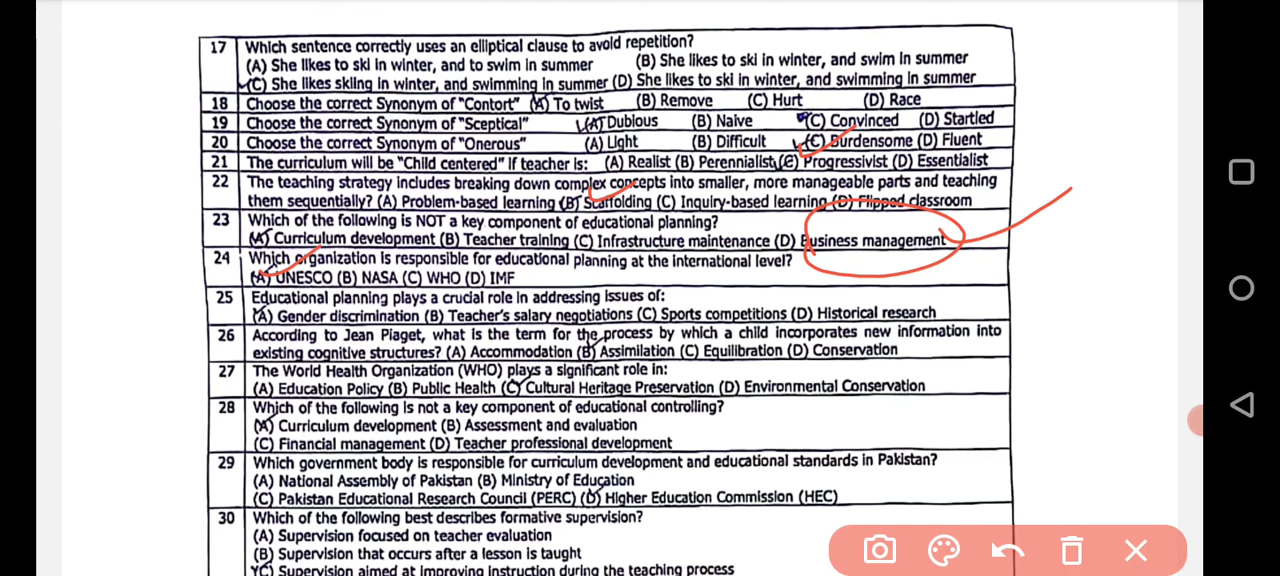 17 Which sentence correctly uses an elliptical clause to avoid repetition?
(A) She likes to ski in winter, and to swim in summer (B) She likes to ski in winter, and swim in summer
(C) She likes skiing in winter, and swimming in summer (D) She likes to ski in winter, and swimming in summer
18 Choose the correct Synonym of "Contort" (A) To twist (B) Remove (C) Hurt (D) Race
19 Choose the correct Synonym of "Sceptical" (A) Dubious (B) Naive (C) Convinced (D) Startled
20 Choose the correct Synonym of "Onerous" (A) Light (B) Difficult (C) Burdensome (D) Fluent
21 The curriculum will be "Child centered" if teacher is: (A) Realist (B) Perennialist (C) Progressivist (D) Essentialist
22 The teaching strategy includes breaking down complex concepts into smaller, more manageable parts and teaching
them sequentially? (A) Problem-based learning (B) Scaffolding (C) Inquiry-based learning (D) Flipped classroom
23 Which of the following is NOT a key component of educational planning?
(A) Curriculum development (B) Teacher training (C) Infrastructure maintenance (D) Business management
24 Which organization is responsible for educational planning at the international level?
(A) UNESCO (B) NASA (C) WHO (D) IMF
25 Educational planning plays a crucial role in addressing issues of:
(A) Gender discrimination (B) Teacher's salary negotiations (C) Sports competitions (D) Historical research
26 According to Jean Piaget, what is the term for the process by which a child incorporates new information into
existing cognitive structures? (A) Accommodation (B) Assimilation (C) Equilibration (D) Conservation
27 The World Health Organization (WHO) plays a significant role in:
(A) Education Policy (B) Public Health (C) Cultural Heritage Preservation (D) Environmental Conservation
28 Which of the following is not a key component of educational controlling?
(A) Curriculum development (B) Assessment and evaluation
(C) Financial management (D) Teacher professional development
29 Which government body is responsible for curriculum development and educational standards in Pakistan?
(A) National Assembly of Pakistan (B) Ministry of Education
(C) Pakistan Educational Research Council (PERC) (D) Higher Education Commission (HEC)
30 Which of the following best describes formative supervision?
(A) Supervision focused on teacher evaluation
(B) Supervision that occurs after a lesson is taught
(C) Supervision aimed at improving instruction during the teaching process